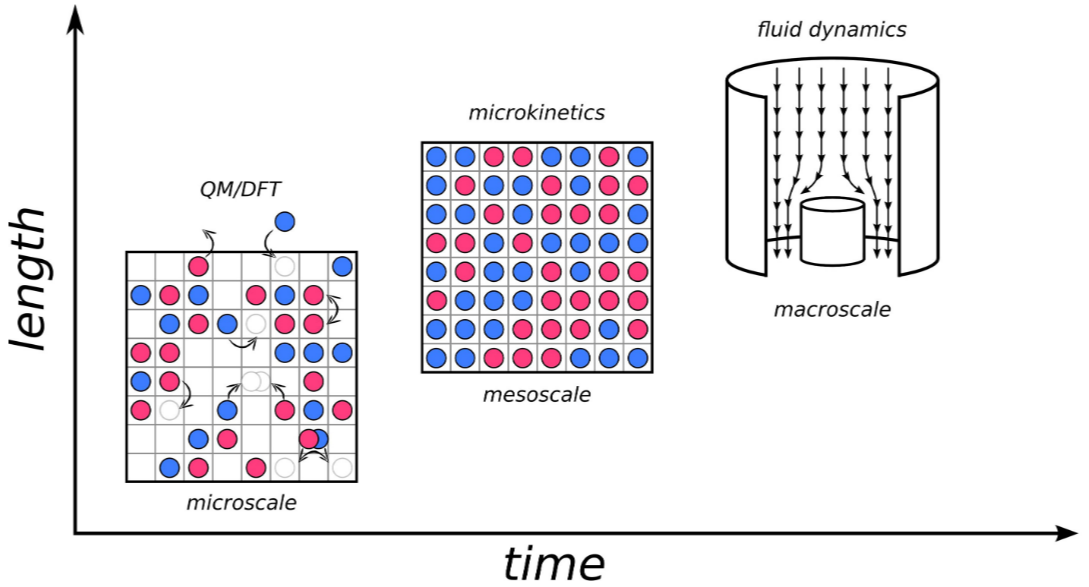 fluid dynamics
microkinetics
QM/DFT
length
macroscale
mesoscale
microscale
time